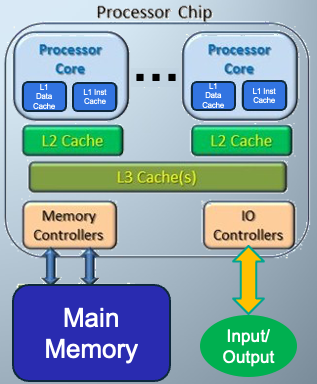 Processor Chip
Processor
Core
L1
Data
Cache
L1 Inst
Cache
L2 Cache
...
Processor
Core
L1
Data
Cache
L1 Inst
Cache
L2 Cache
L3 Cache(s)
Memory
Controllers
IO
Controllers
Main
Memory
Input/
Output